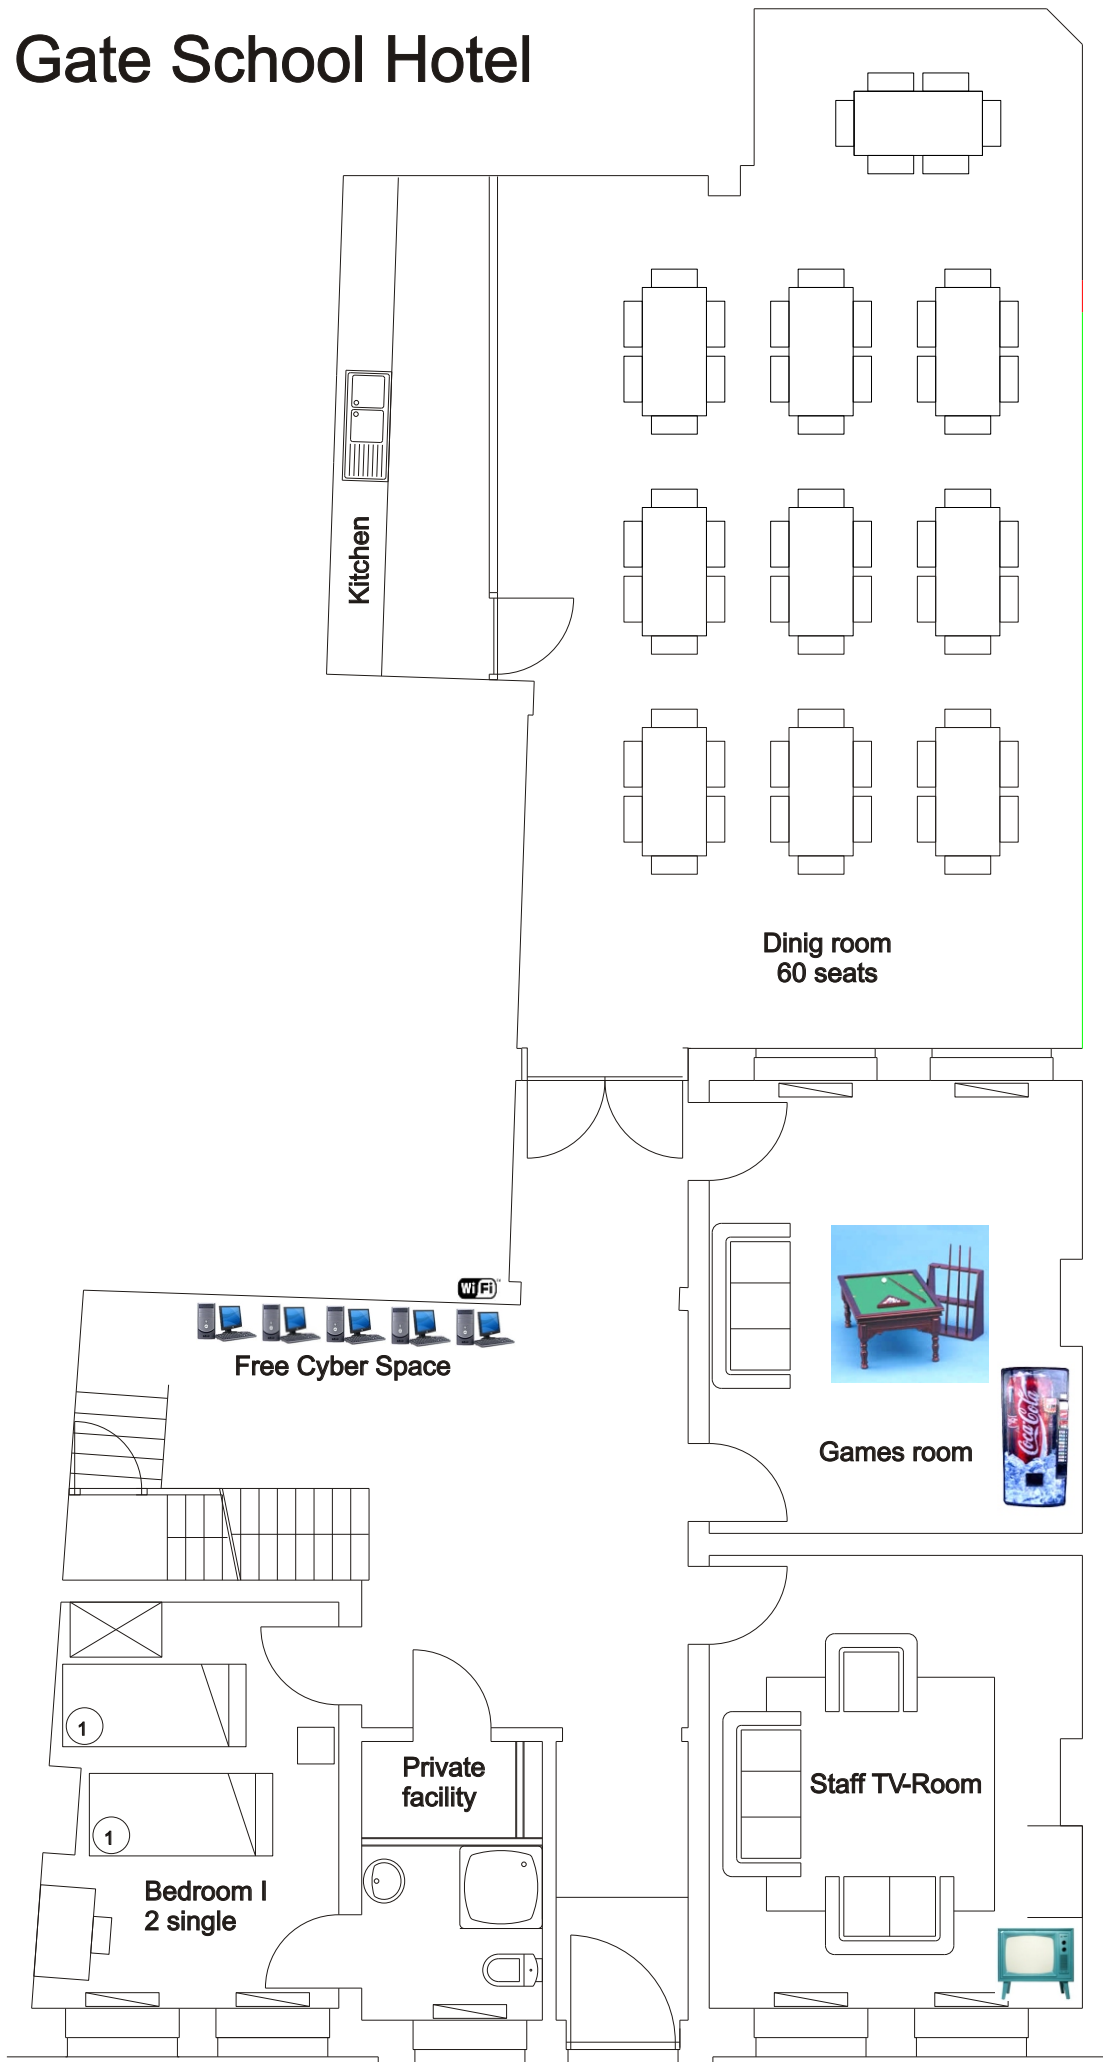 Gate School Hotel
Kitchen
Dinig room
60 seats
WiFi
Free Cyber Space
Coca-Cola
Games room
1
1
Private
facility
Staff TV-Room
Bedroom I
2 single